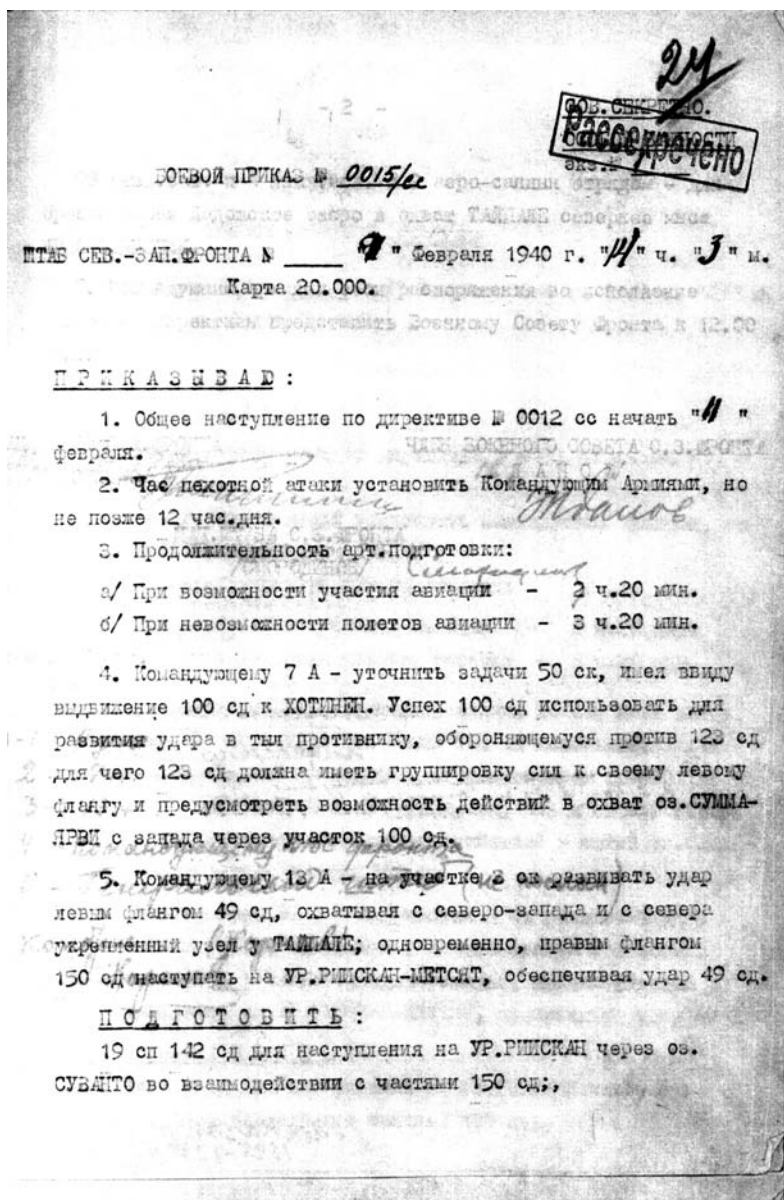 24
СОВ.СЕКРЕТНО.
Рассекречено
экз.№
БОЕВОЙ ПРИКАЗ № 0015/сс
ШТАБ СЕВ.-ЗАП.ФРОНТА № _____ "9" Февраля 1940 г. "14" ч. "3" м.
Карта 20.000.
ПРИКАЗЫВАЮ:
1. Общее наступление по директиве № 0012 сс начать "11"
февраля.
2. Час пехотной атаки установить Командующим Армиями, но
не позже 12 час.дня.
3. Продолжительность арт.подготовки:
а/ При возможности участия авиации - 2 ч.20 мин.
б/ При невозможности полетов авиации - 3 ч.20 мин.
4. Командующему 7 А - уточнить задачи 50 ск, имея ввиду
выдвижение 100 сд к ХОТИНЕН. Успех 100 сд использовать для
развития удара в тыл противнику, обороняющемуся против 123 сд
для чего 123 сд должна иметь группировку сил к своему левому
флангу и предусмотреть возможность действий в охват оз.СУММА-
ЯРВИ с запада через участок 100 сд.
5. Командующему 13 А - на участке 3 ск развивать удар
левым флангом 49 сд, охватывая с северо-запада и с севера
укрепленный узел у ТАЙПАЛЕ; одновременно, правым флангом
150 сд наступать на УР.РИИСКАН-МЕТСЯТ, обеспечивая удар 49 сд.
ПОДГОТОВИТЬ:
19 сп 142 сд для наступления на УР.РИИСКАН через оз.
СУВАНТО во взаимодействии с частями 150 сд;,